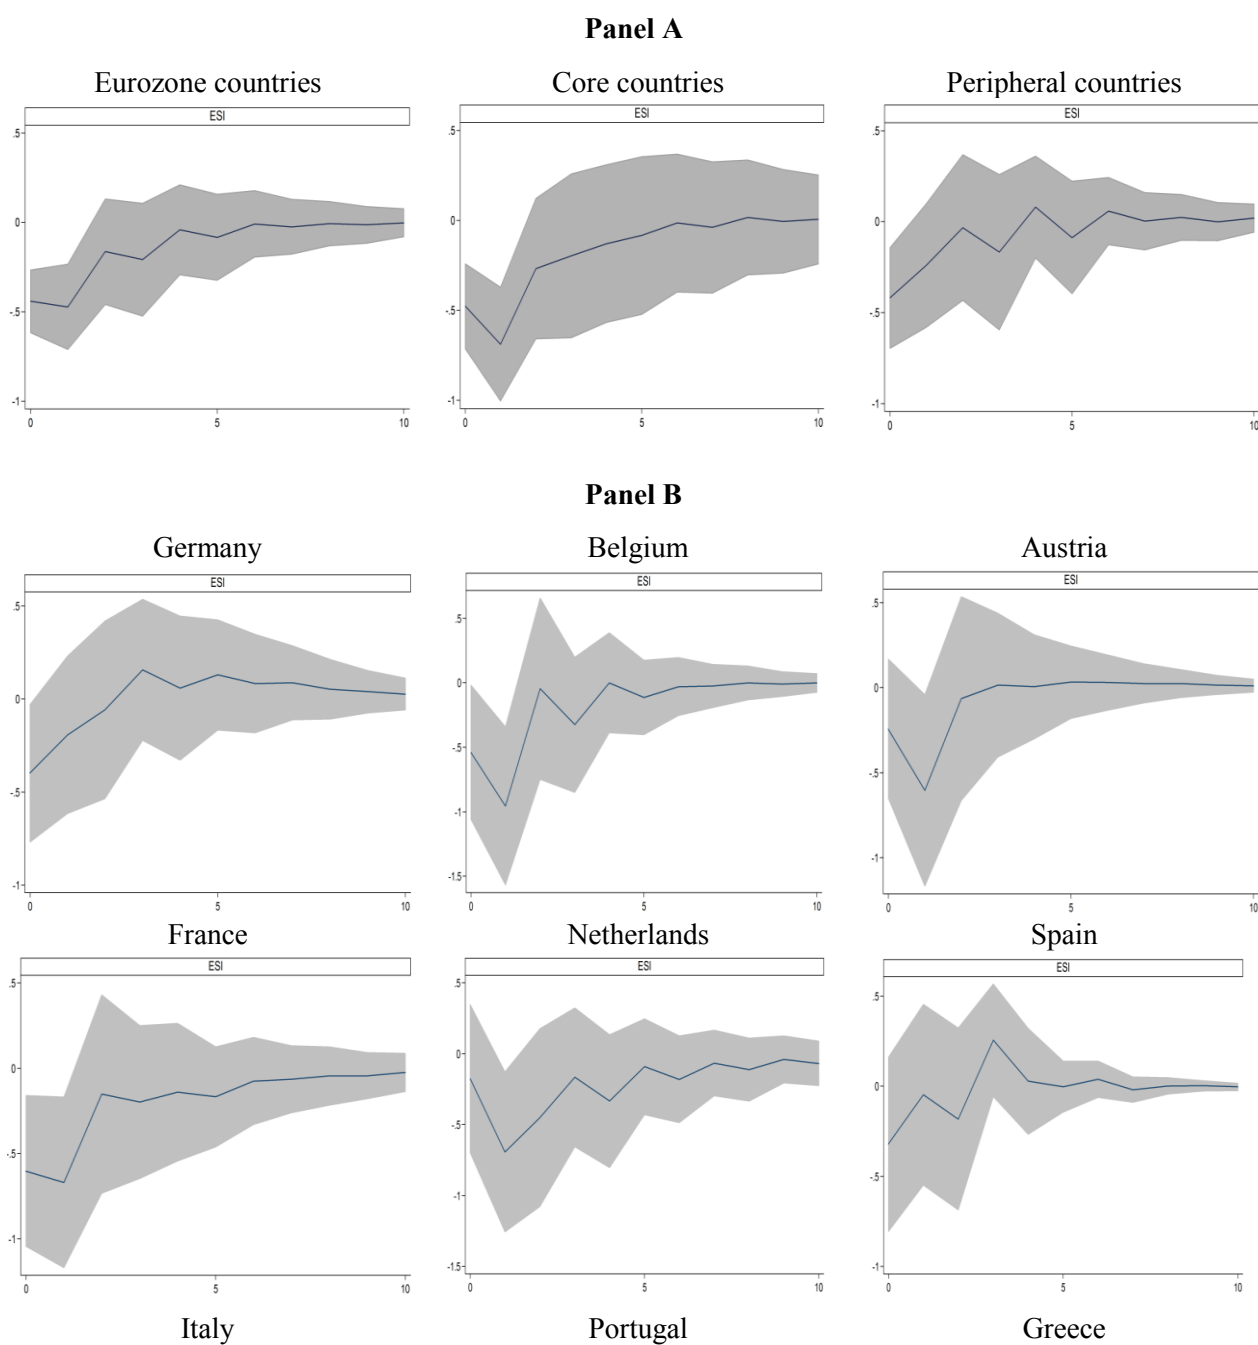 Panel A
Eurozone countries Core countries Peripheral countries
ESI ESI ESI
.5 .5 .5
0 0 0
-.5 -.5 -.5
-1 -1 -1
0 5 10 0 5 10 0 5 10
Panel B
Germany Belgium Austria
ESI ESI ESI
.5 .5 .5
0 0 0
-.5 -.5 -.5
-1 -1 -1
-1.5
0 5 10 0 5 10 0 5 10
France Netherlands Spain
ESI ESI ESI
.5 .5 .5
0 0 0
-.5 -.5 -.5
-1 -1 -1
-1.5
0 5 10 0 5 10 0 5 10
Italy Portugal Greece